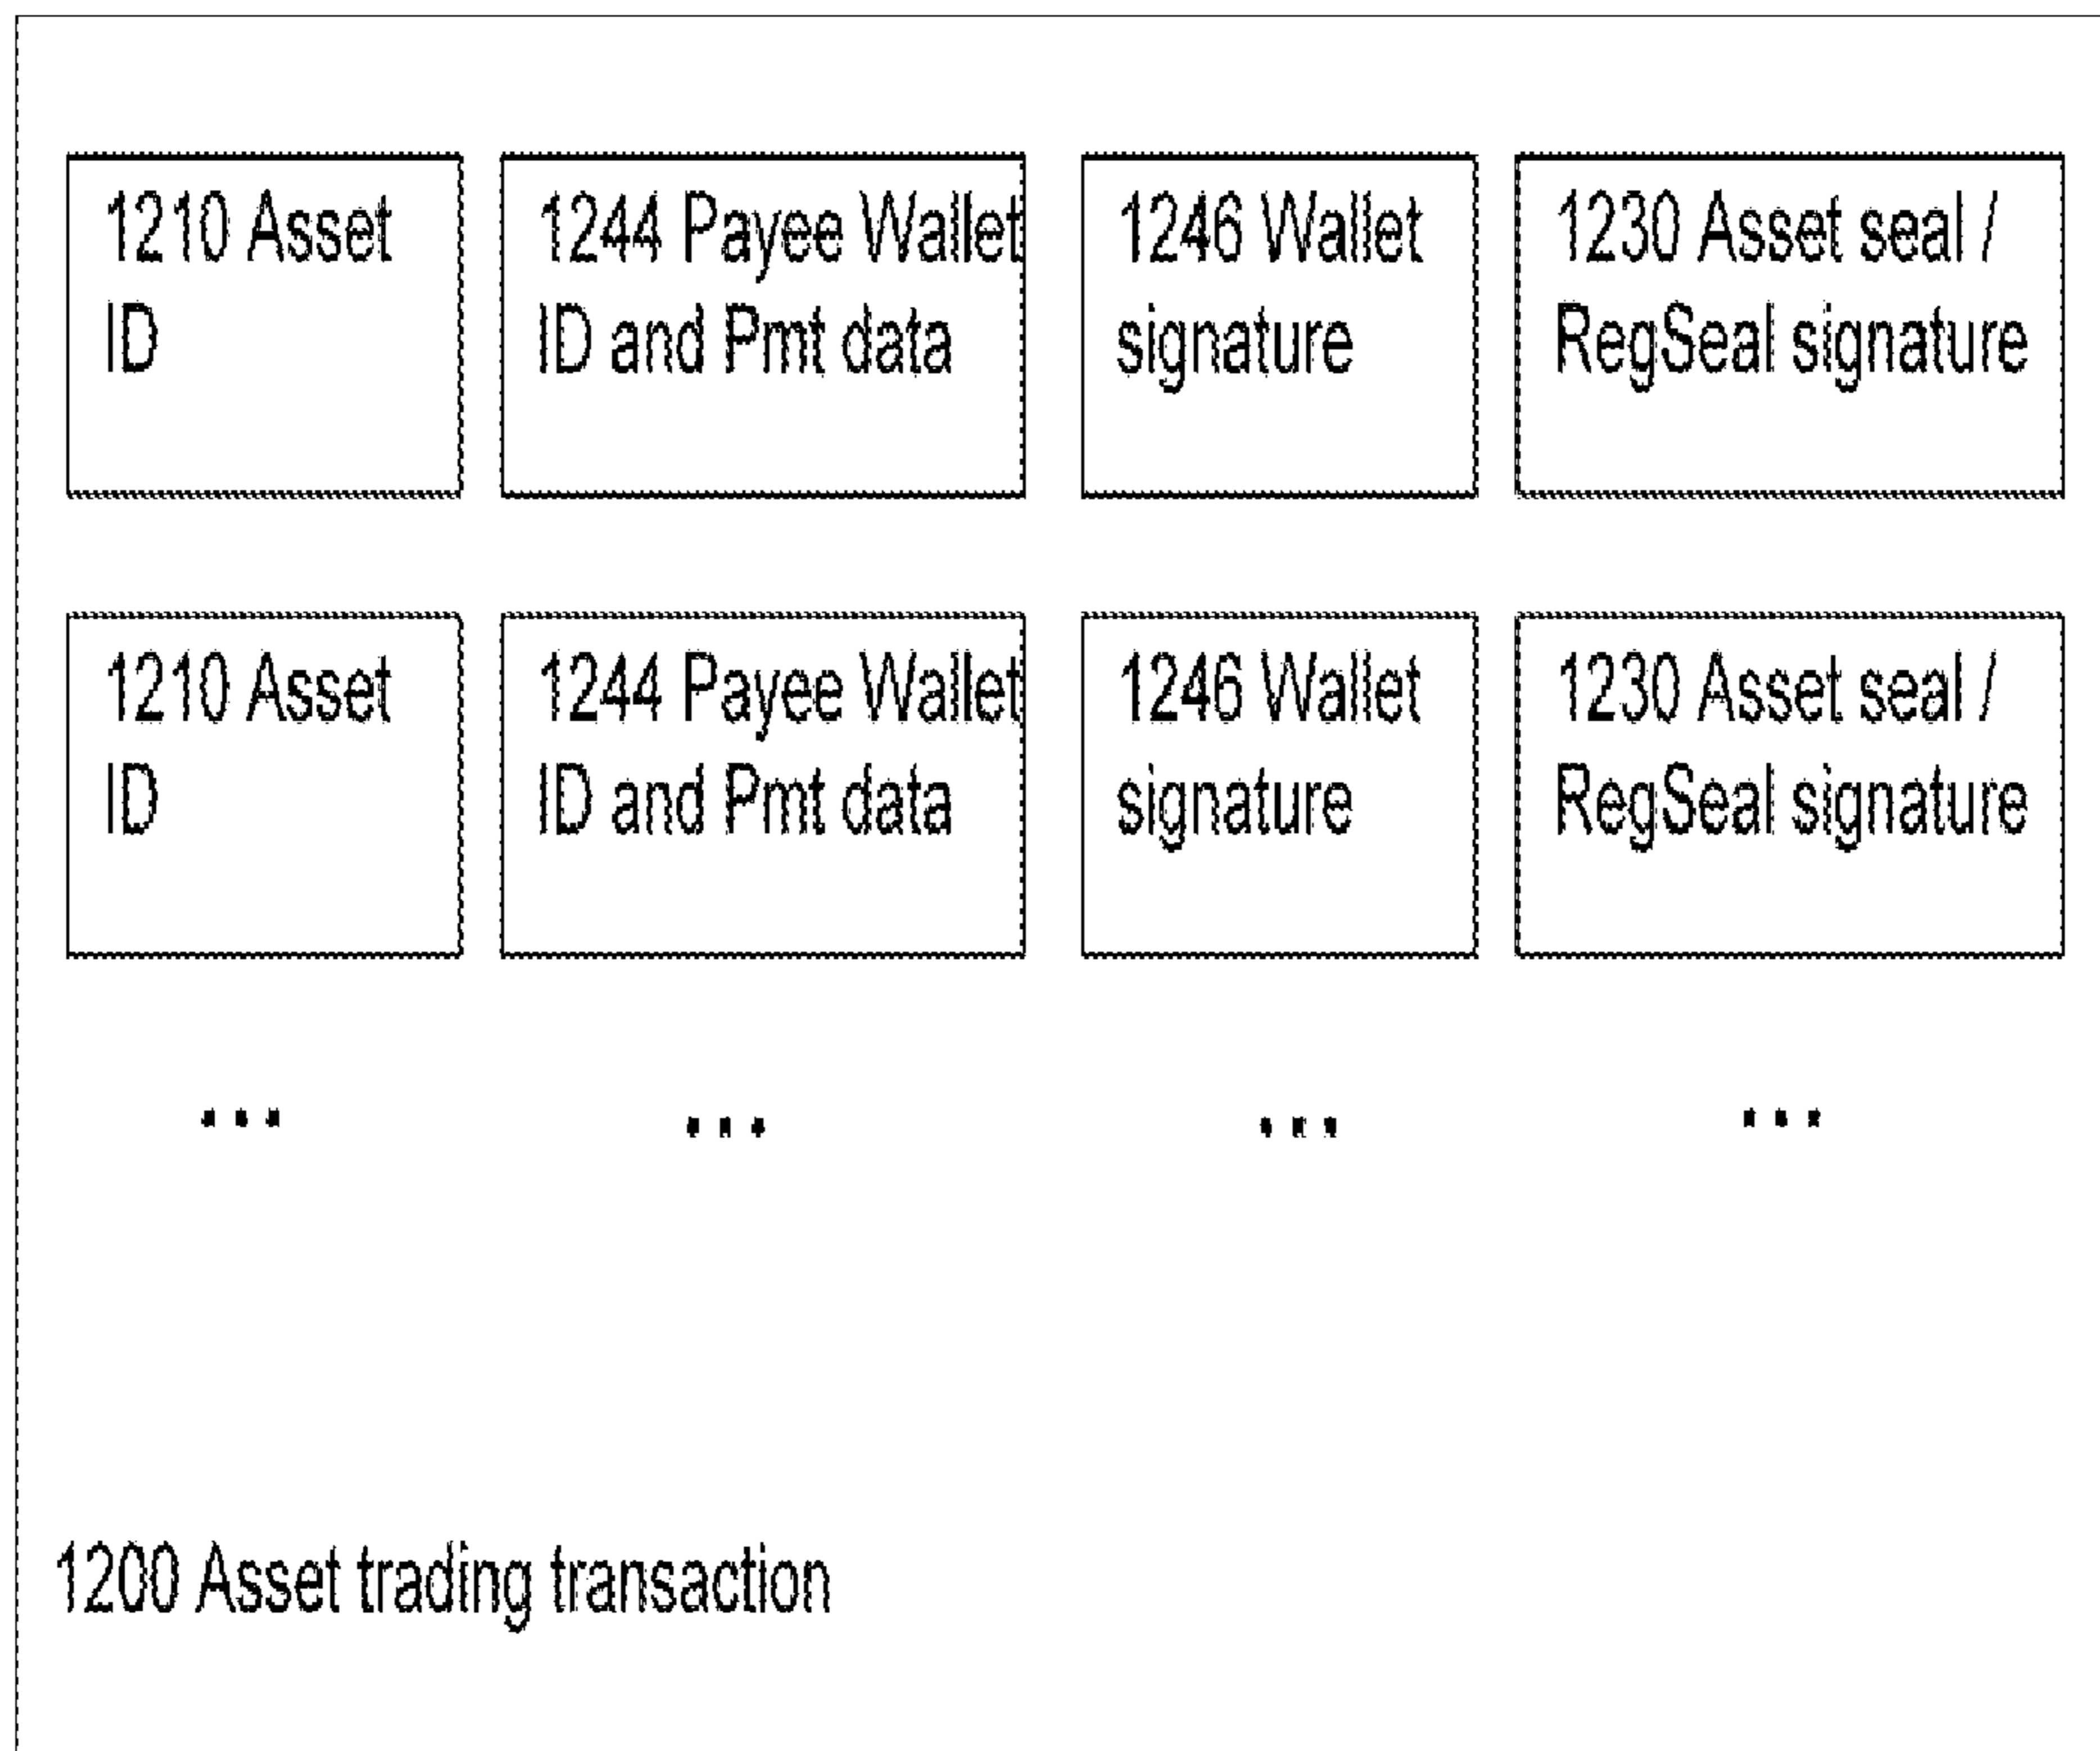 1210 Asset
ID
1244 Payee Wallet
ID and Pmt data
1246 Wallet
signature
1230 Asset seal /
RegSeal signature
1210 Asset
ID
1244 Payee Wallet
ID and Pmt data
1246 Wallet
signature
1230 Asset seal /
RegSeal signature
... ... ... ...
1200 Asset trading transaction